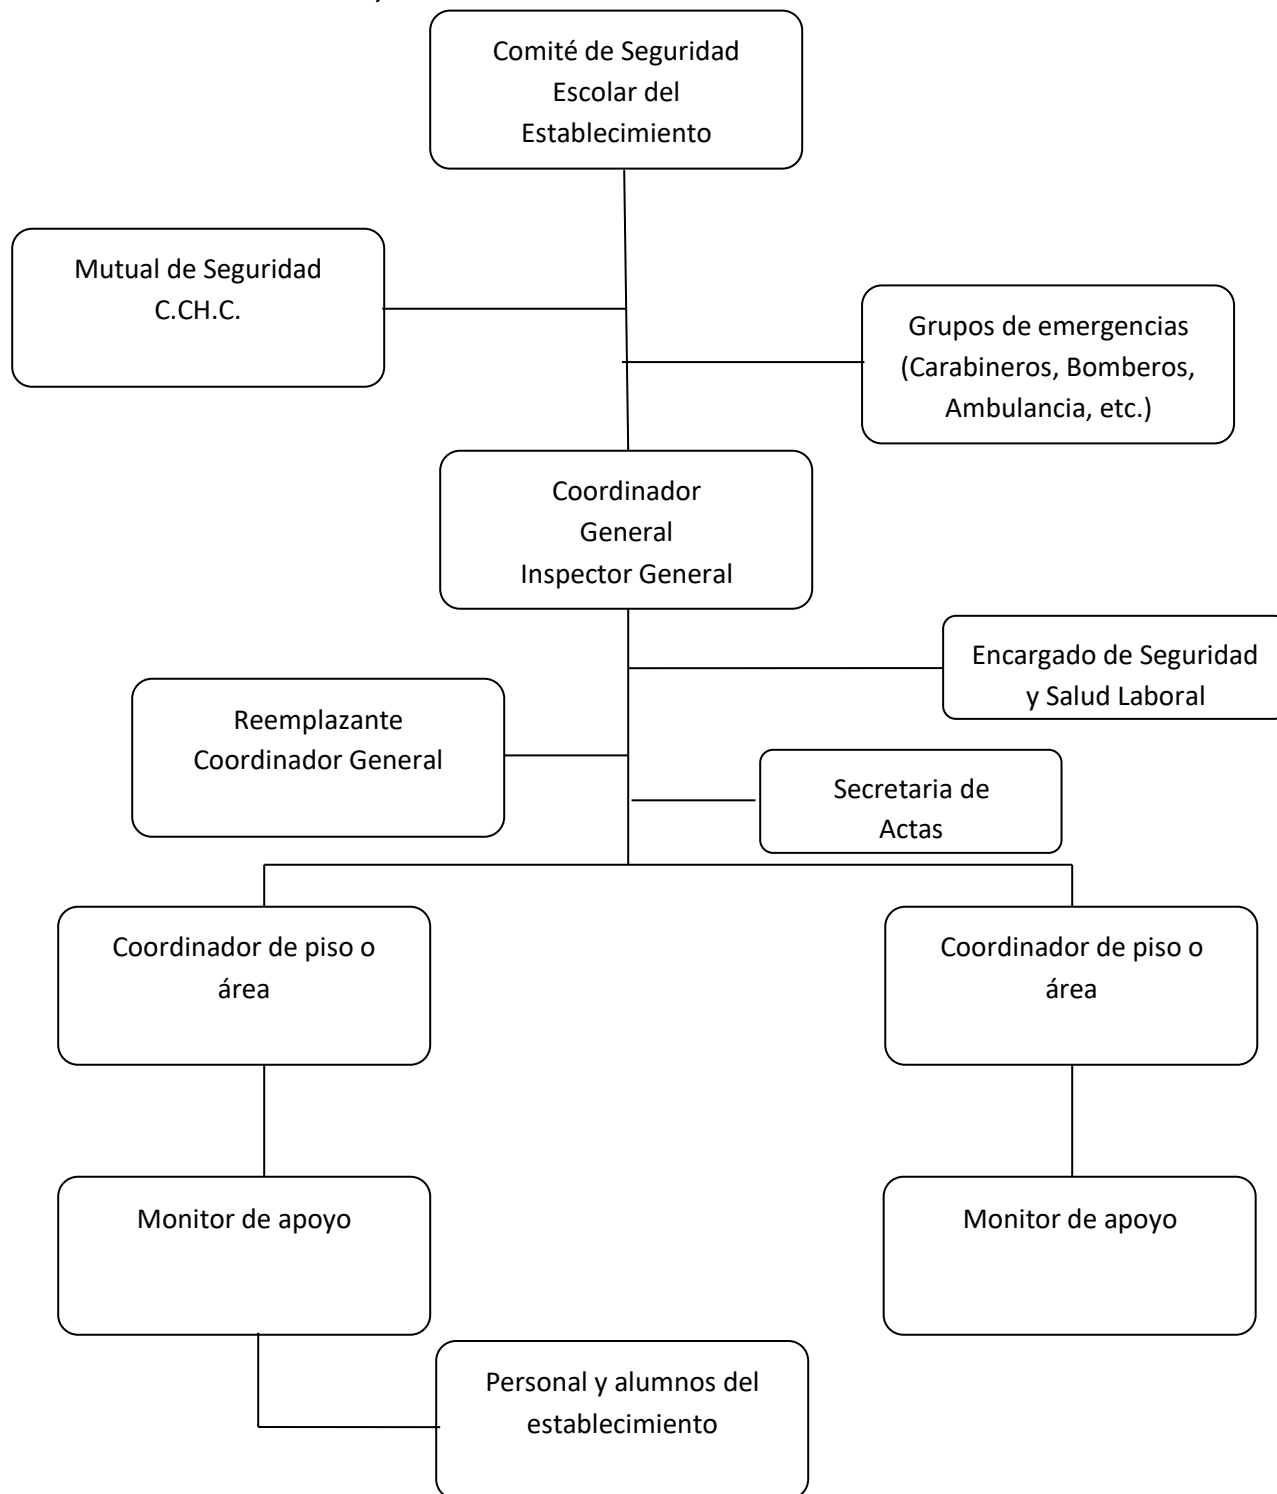 Comité de Seguridad
Escolar del
Establecimiento
Mutual de Seguridad
C.CH.C.
Grupos de emergencias
(Carabineros, Bomberos,
Ambulancia, etc.)
Coordinador
General
Inspector General
Encargado de Seguridad
y Salud Laboral
Reemplazante
Coordinador General
Secretaria de
Actas
Coordinador de piso o
área
Coordinador de piso o
área
Monitor de apoyo
Monitor de apoyo
Personal y alumnos del
establecimiento